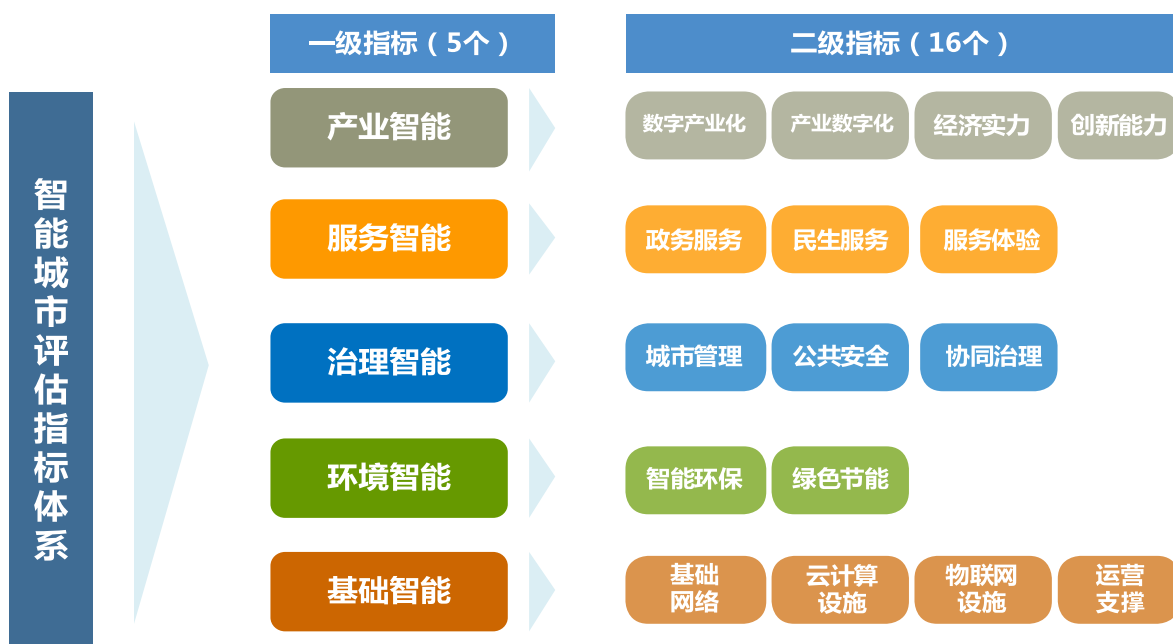 一级指标（5个）
二级指标（16个）
智能城市评估指标体系
产业智能
数字产业化
产业数字化
经济实力
创新能力
服务智能
政务服务
民生服务
服务体验
治理智能
城市管理
公共安全
协同治理
环境智能
智能环保
绿色节能
基础智能
基础
网络
云计算
设施
物联网
设施
运营
支撑